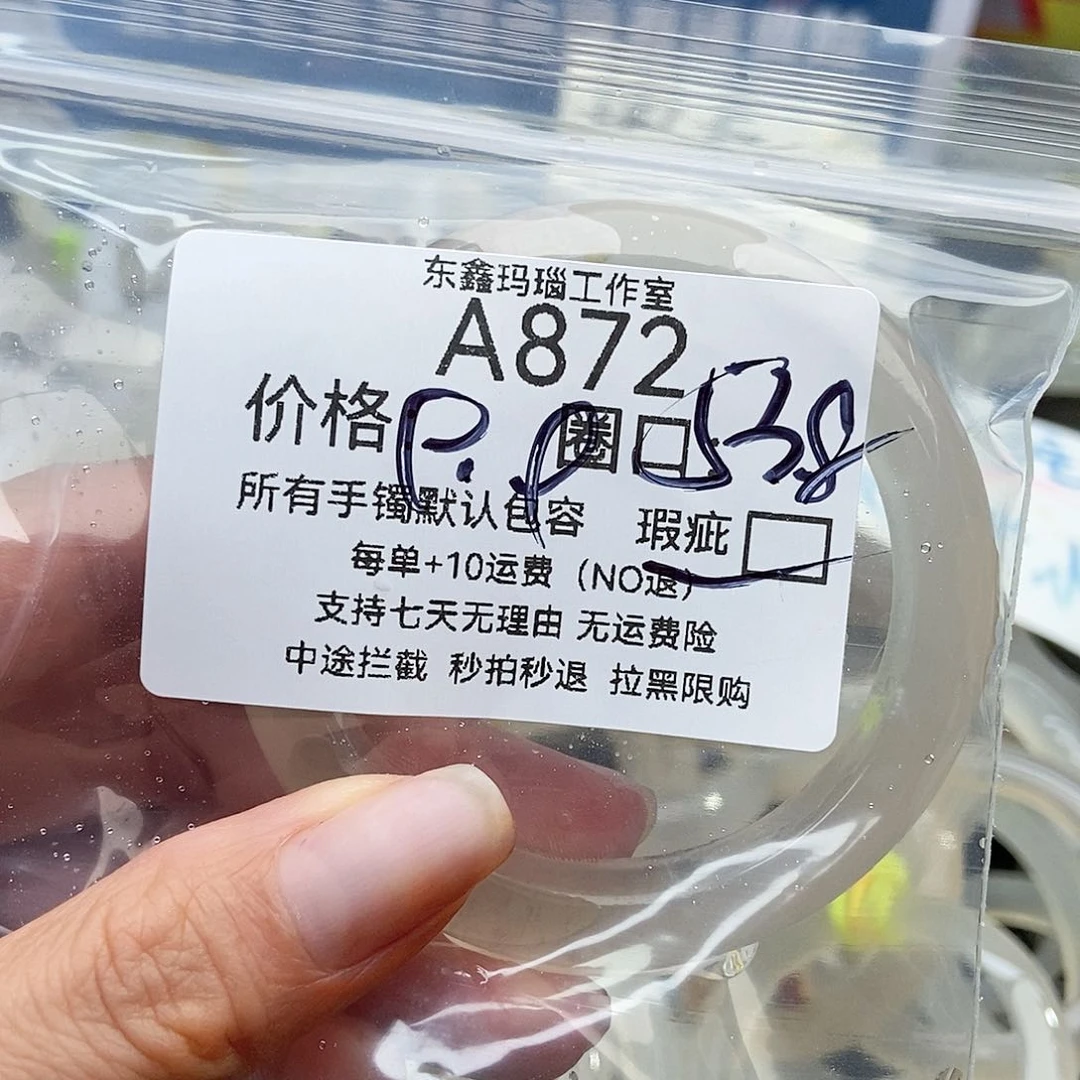 东鑫玛瑙工作室
A872
价格 圈口 53.8
所有手镯默认包容 瑕疵
每单+10运费（NO退）
支持七天无理由 无运费险
中途拦截 秒拍秒退 拉黑限购